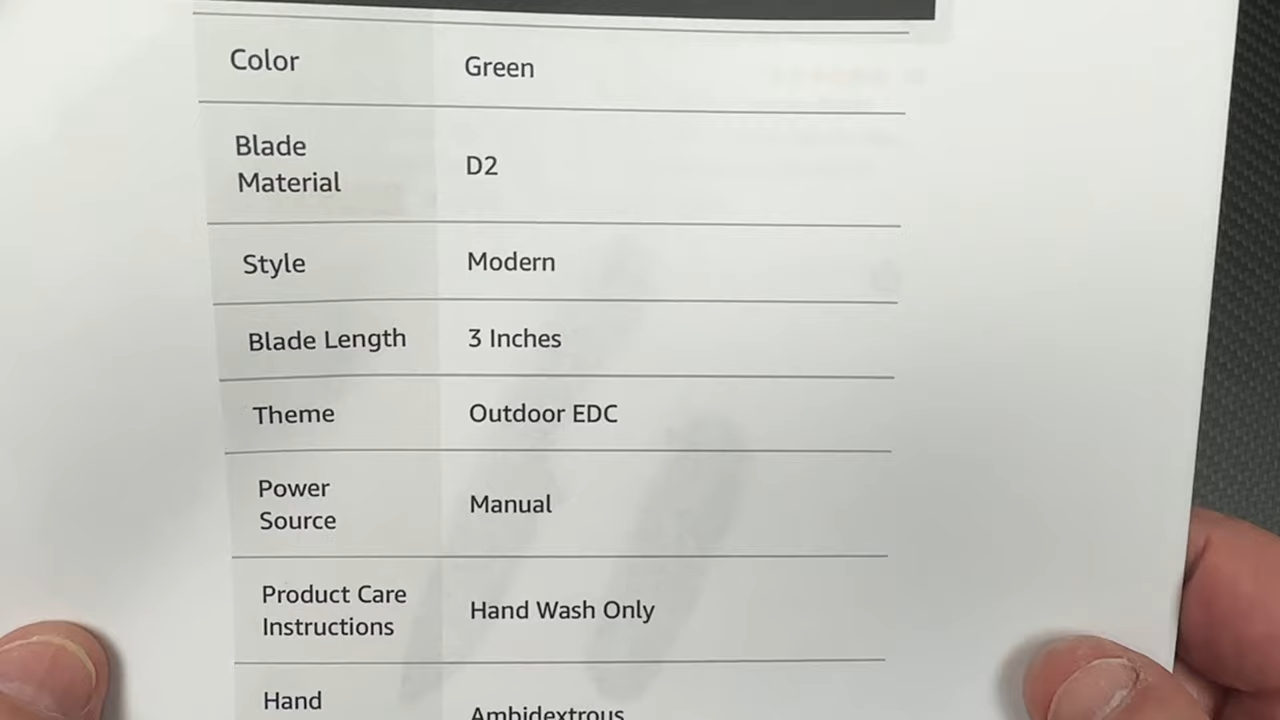 Color Green
Blade
Material
D2
Style Modern
Blade Length 3 Inches
Theme Outdoor EDC
Power
Source
Manual
Product Care
Instructions
Hand Wash Only
Hand
Ambidextrous